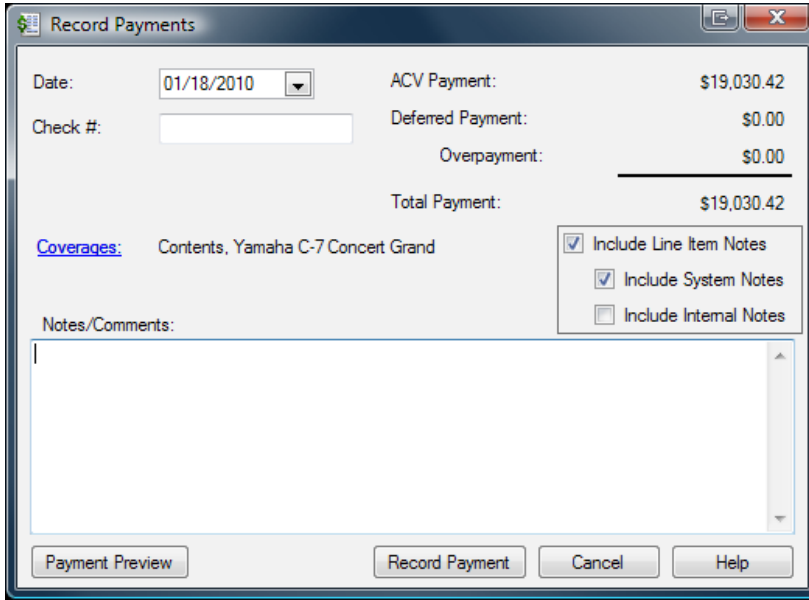 Record Payments
Date: 01/18/2010 ACV Payment: $19,030.42
Check #: Deferred Payment: $0.00
Overpayment: $0.00
Total Payment: $19,030.42
Coverages: Contents, Yamaha C-7 Concert Grand
Include Line Item Notes
Include System Notes
Include Internal Notes
Notes/Comments:
Payment Preview Record Payment Cancel Help